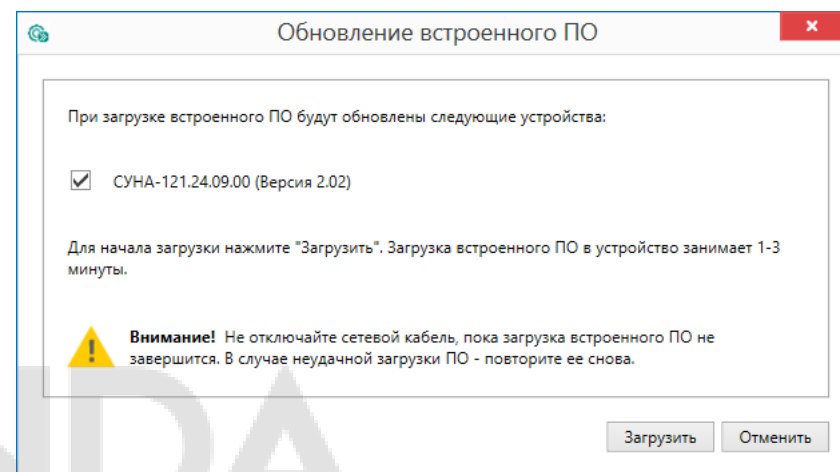 Обновление встроенного ПО
При загрузке встроенного ПО будут обновлены следующие устройства:
СУНА-121.24.09.00 (Версия 2.02)
Для начала загрузки нажмите "Загрузить". Загрузка встроенного ПО в устройство занимает 1-3
минуты.
Внимание! Не отключайте сетевой кабель, пока загрузка встроенного ПО не
завершится. В случае неудачной загрузки ПО - повторите ее снова.
Загрузить Отменить